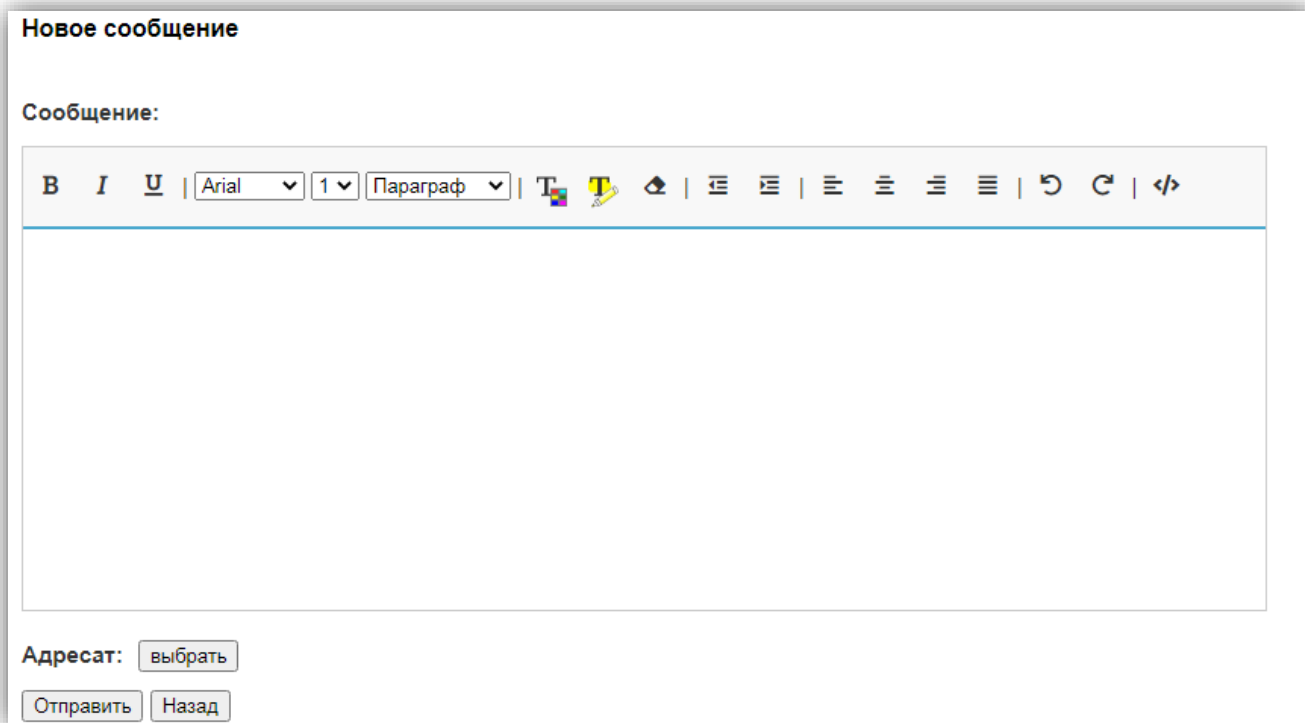 Новое сообщение
Сообщение:
B I U | Arial 1 Параграф | T T | | | </>
Адресат: выбрать
Отправить Назад